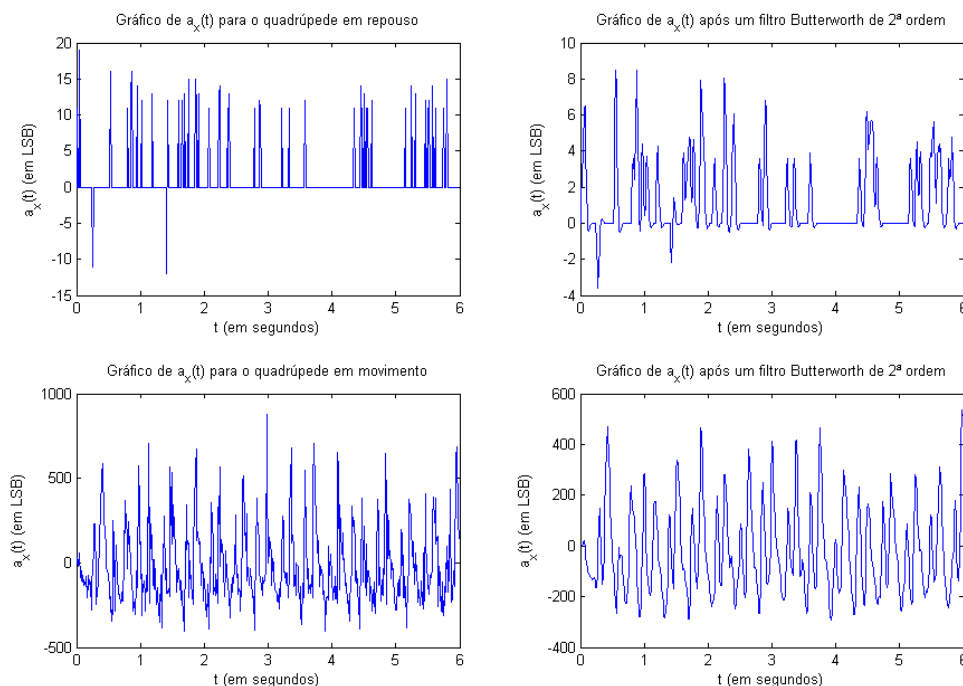 Gráfico de a_x(t) para o quadrúpede em repouso
20
15
10
5
0
-5
-10
-15
a_x(t) (em LSB)
0 1 2 3 4 5 6
t (em segundos)
Gráfico de a_x(t) após um filtro Butterworth de 2ª ordem
10
8
6
4
2
0
-2
-4
a_x(t) (em LSB)
0 1 2 3 4 5 6
t (em segundos)
Gráfico de a_x(t) para o quadrúpede em movimento
1000
500
0
-500
a_x(t) (em LSB)
0 1 2 3 4 5 6
t (em segundos)
Gráfico de a_x(t) após um filtro Butterworth de 2ª ordem
600
400
200
0
-200
-400
a_x(t) (em LSB)
0 1 2 3 4 5 6
t (em segundos)